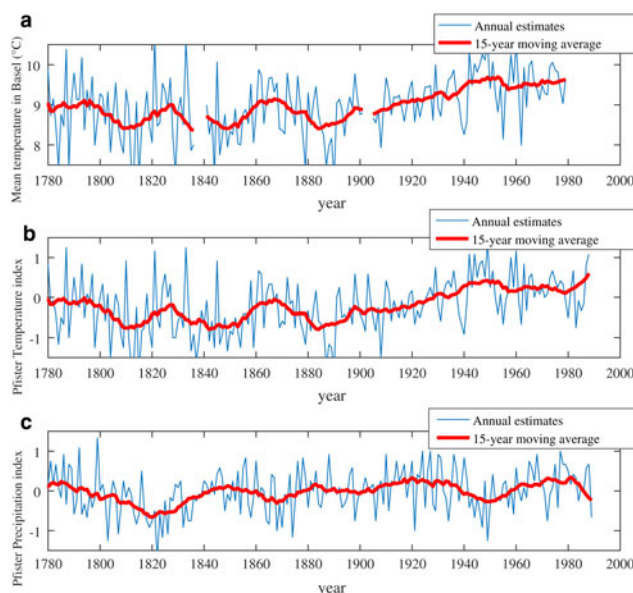 a
Annual estimates
15-year moving average
Mean temperature in Basel (°C)
10
9
8
1780 1800 1820 1840 1860 1880 1900 1920 1940 1960 1980 2000
year
b
Annual estimates
15-year moving average
Pfister Temperature index
1
0
-1
1780 1800 1820 1840 1860 1880 1900 1920 1940 1960 1980 2000
year
c
Annual estimates
15-year moving average
Pfister Precipitation index
1
0
-1
1780 1800 1820 1840 1860 1880 1900 1920 1940 1960 1980 2000
year